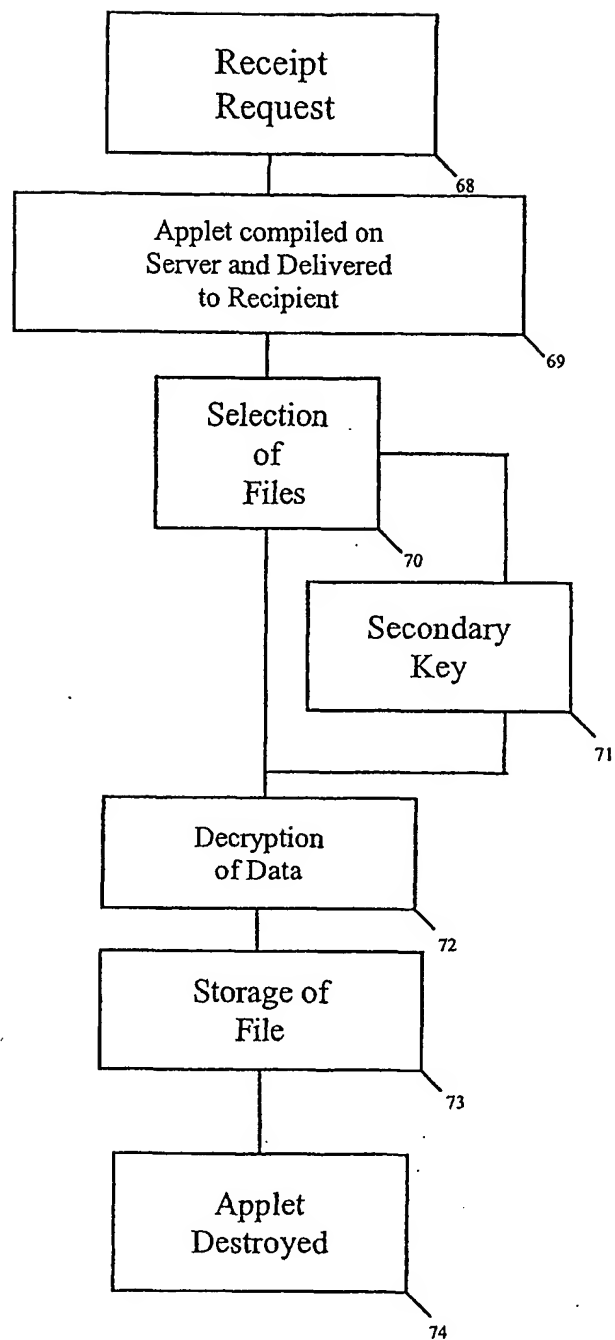 Receipt
Request
68
Applet compiled on
Server and Delivered
to Recipient
69
Selection
of
Files
70
Secondary
Key
71
Decryption
of Data
72
Storage of
File
73
Applet
Destroyed
74